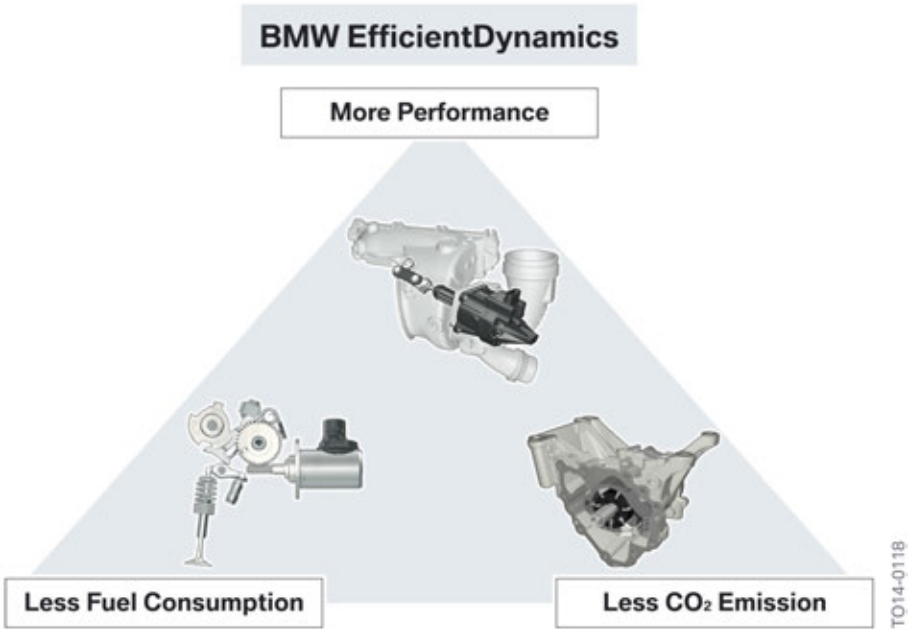 BMW EfficientDynamics
More Performance
Less Fuel Consumption
Less CO₂ Emission
TO14-0118